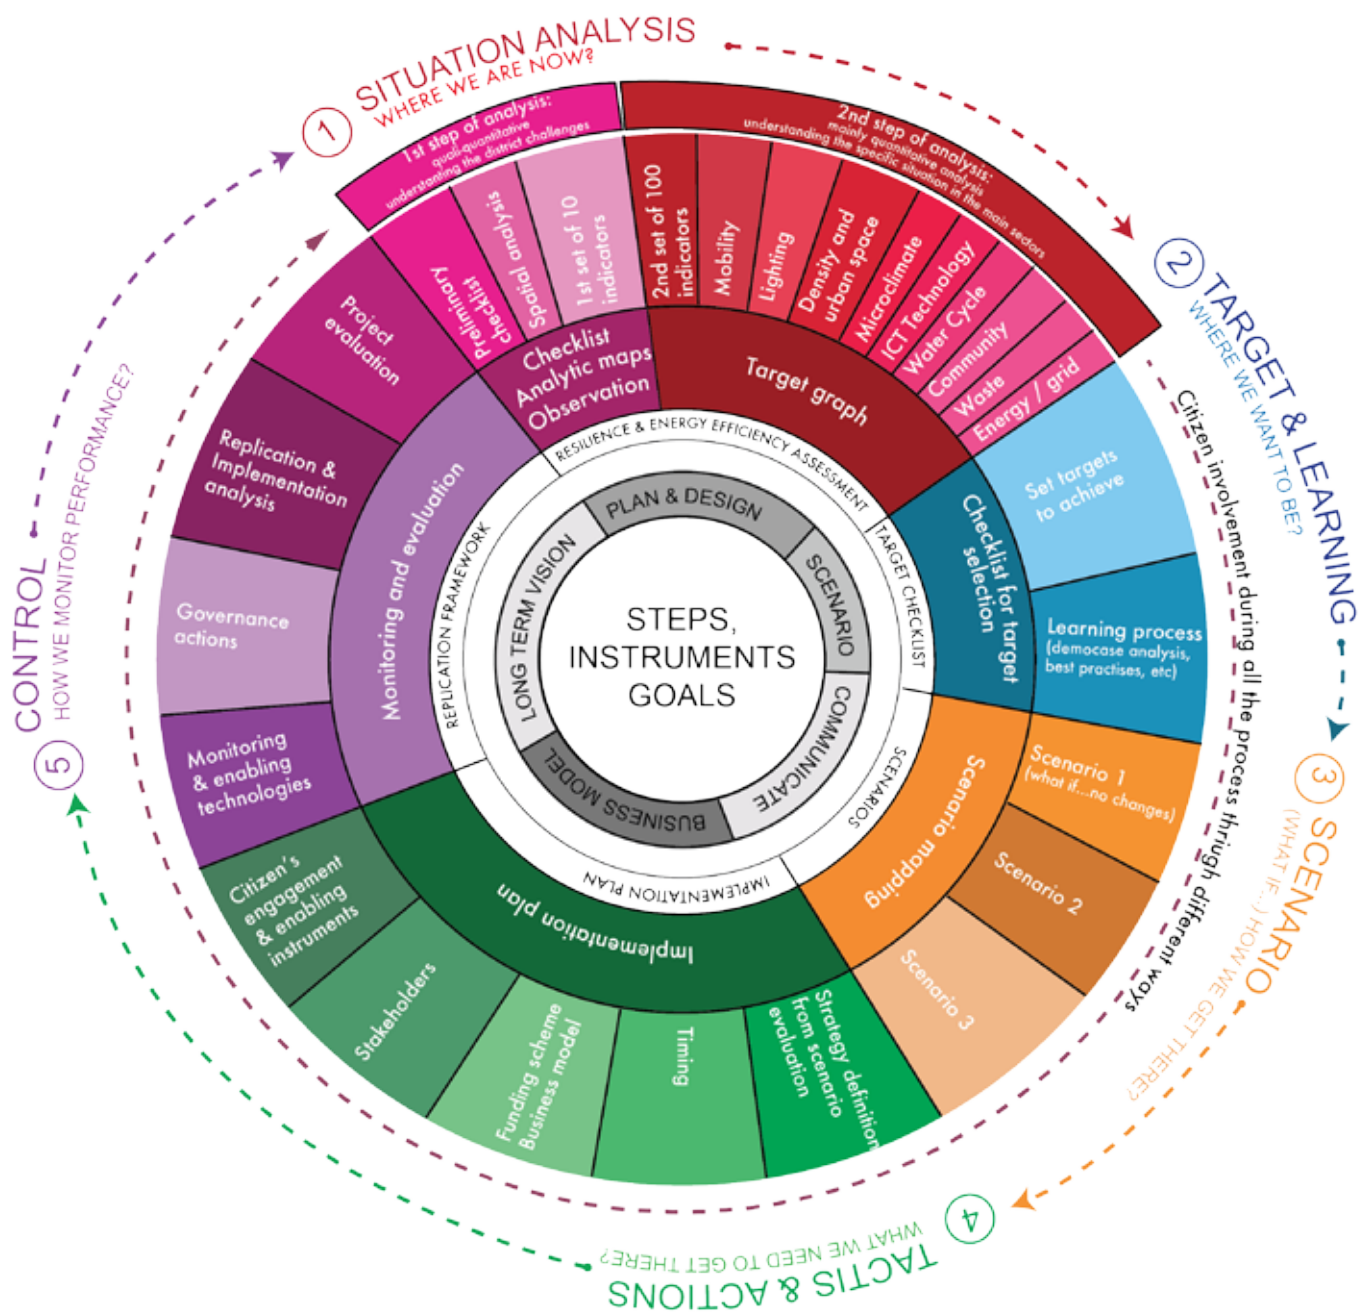 1
SITUATION ANALYSIS
WHERE WE ARE NOW?
1st step of analysis:
quali-quantitative
understanting the district challenges
2nd step of analysis:
mainly quantitative analysis
understanding the specific situation in the main sectors
Preliminary
checklist
Spatial analysis
1st set of 10
indicators
2nd set of 100
indicators
Mobility
Lighting
Density and
urban space
Microclimate
ICT Technology
Water Cycle
Community
Waste
Energy / grid
Checklist
Analytic maps
Observation
Target graph
RESILIENCE & ENERGY EFFICIENCY ASSESSMENT
2
TARGET & LEARNING
WHERE WE WANT TO BE?
Set targets
to achieve
Learning process
(democase analysis,
best practises, etc)
Checklist for target
selection
TARGET CHECKLIST
Citizen involvement during all the process thriugh different ways
3
SCENARIO
(WHAT IF...) HOW WE GET THERE?
Scenario 1
(what if...no changes)
Scenario 2
Scenario 3
Scenario mapping
SCENARIOS
4
TACTIS & ACTIONS
WHAT WE NEED TO GET THERE?
Strategy definition
from scenario
evaluation
Timing
Funding scheme
Business model
Stakeholders
Citizen's
engagement
& enabling
instruments
Implementation plan
IMPLEMENTATION PLAN
5
CONTROL
HOW WE MONITOR PERFORMANCE?
Monitoring
& enabling
technologies
Governance
actions
Replication &
Implementation
analysis
Project
evaluation
Monitoring and evaluation
REPLICATION FRAMEWORK
PLAN & DESIGN
SCENARIO
COMMUNICATE
BUSINESS MODEL
LONG TERM VISION
STEPS,
INSTRUMENTS
GOALS